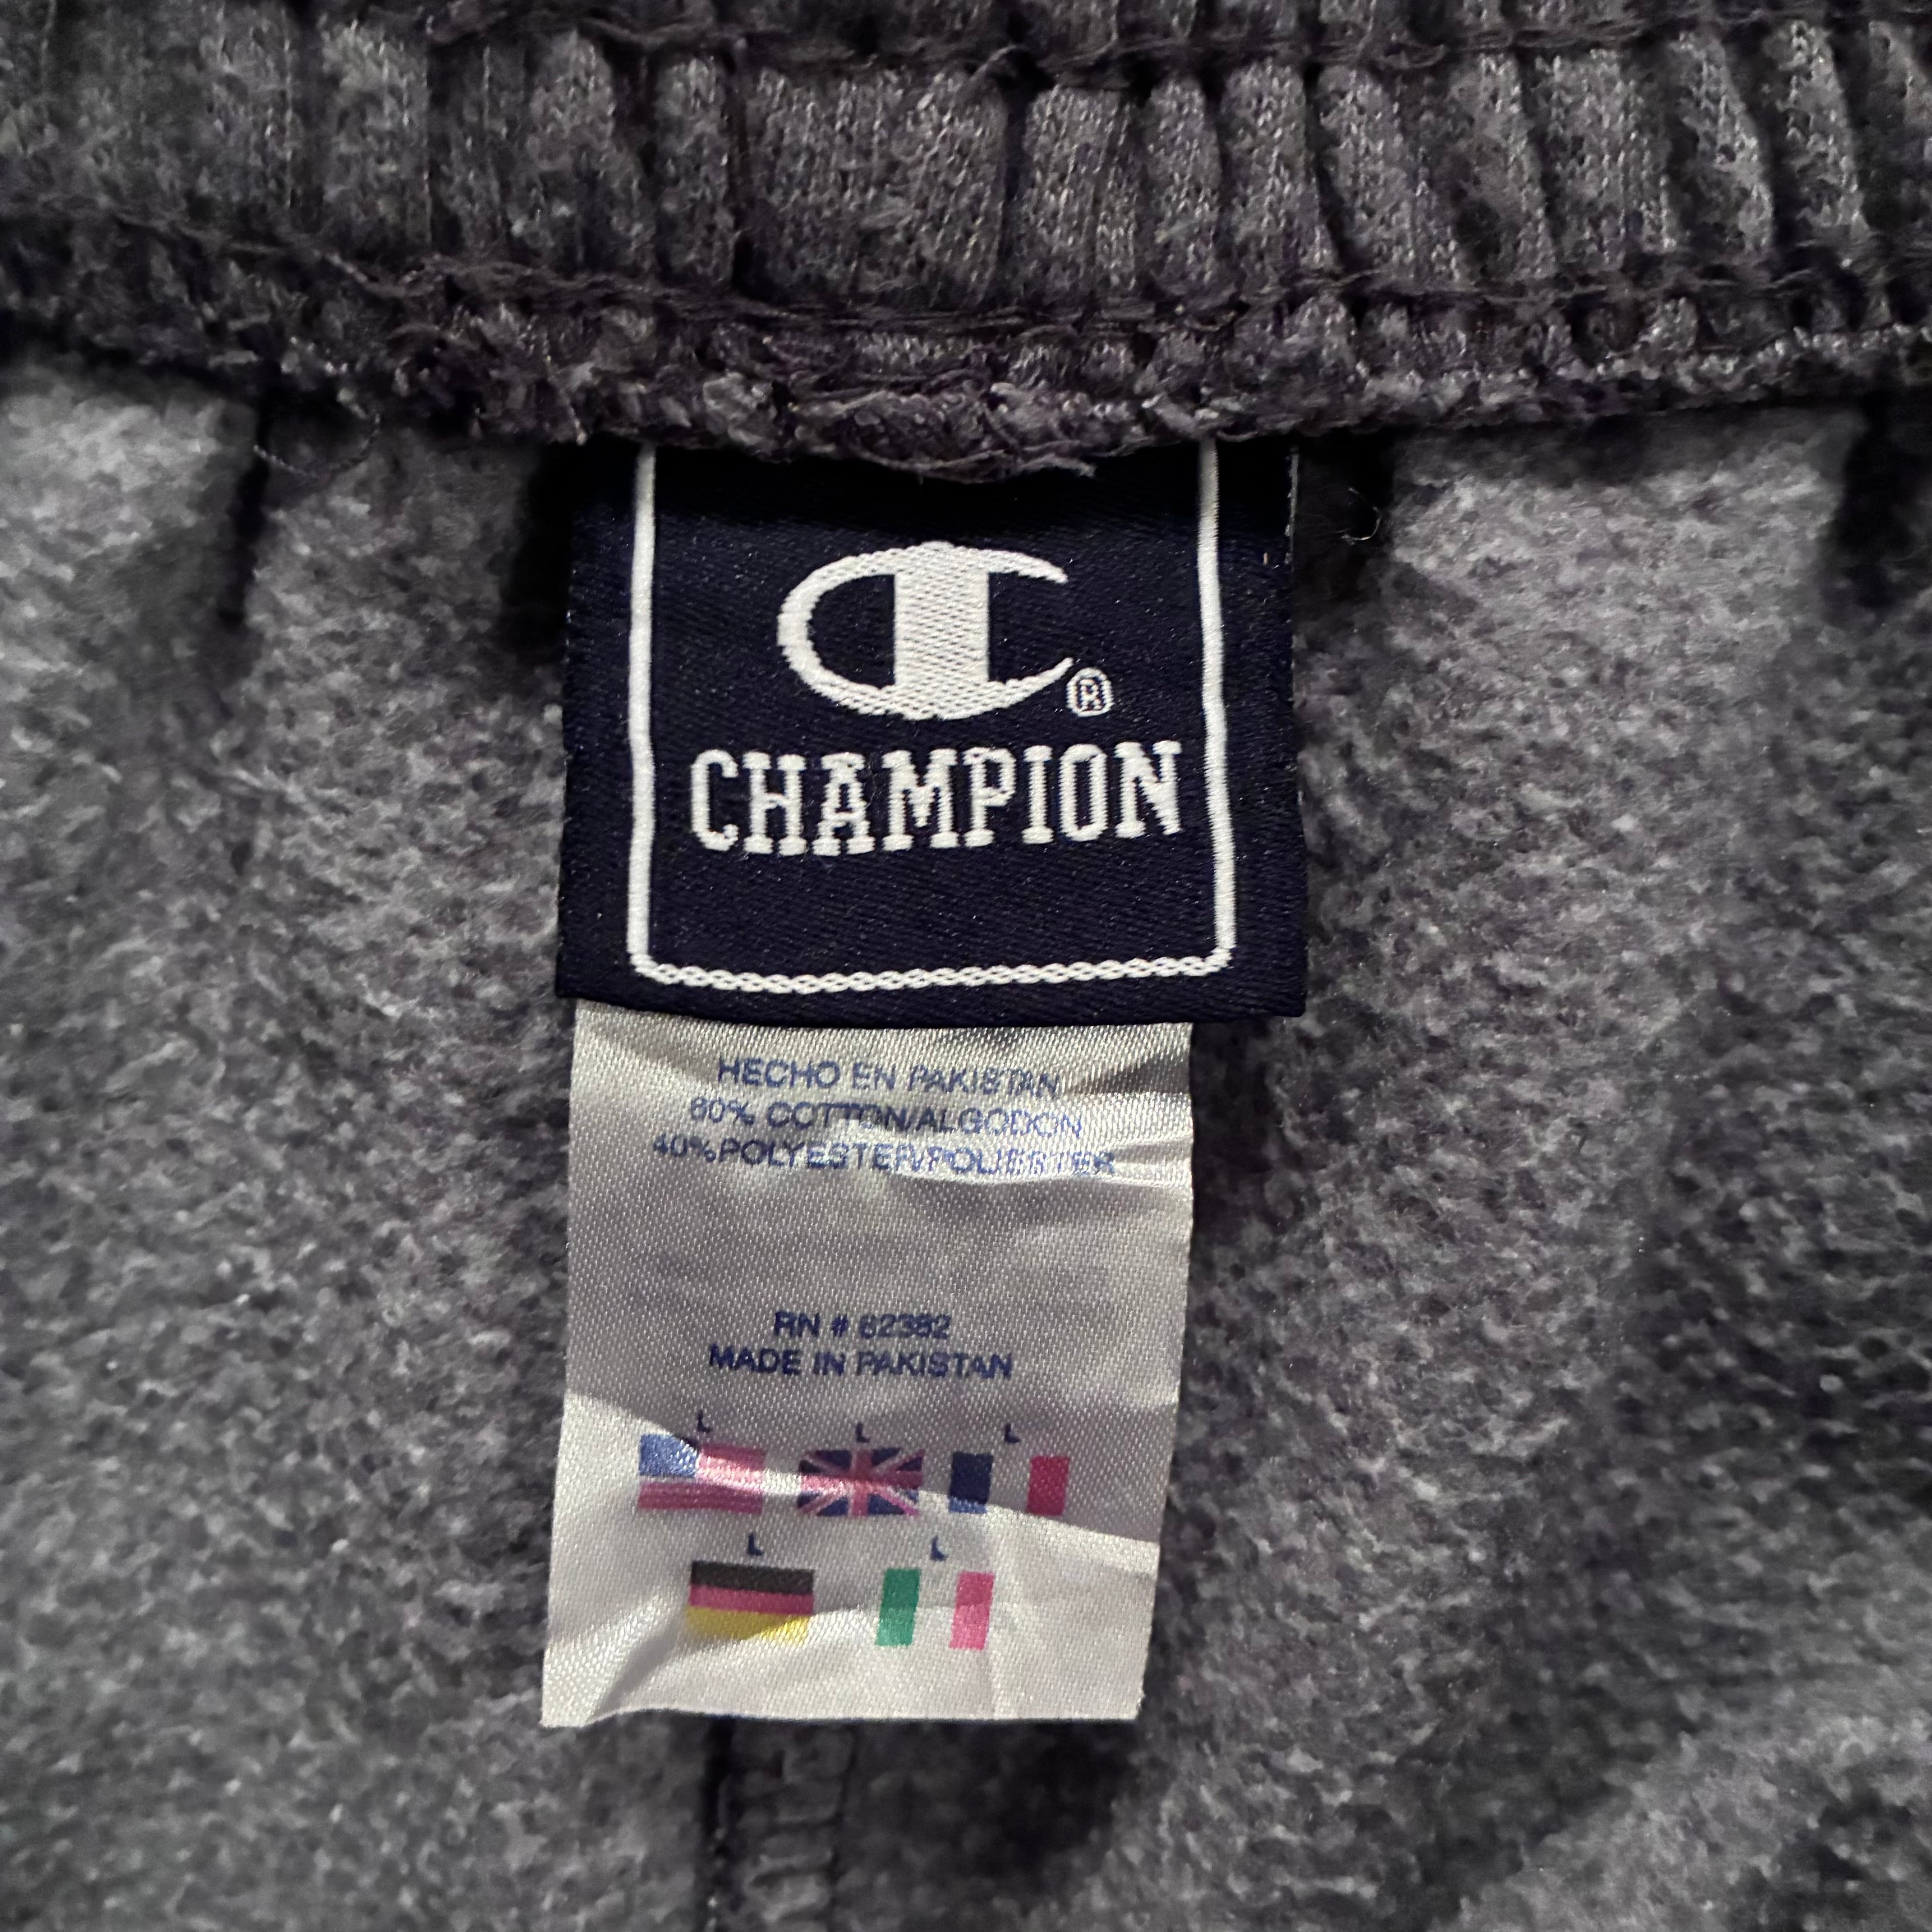 C®
CHAMPION
HECHO EN PAKISTAN
60% COTTON/ALGODON
40%POLYESTER/POLIESTER
RN # 62382
MADE IN PAKISTAN
L L L
L L